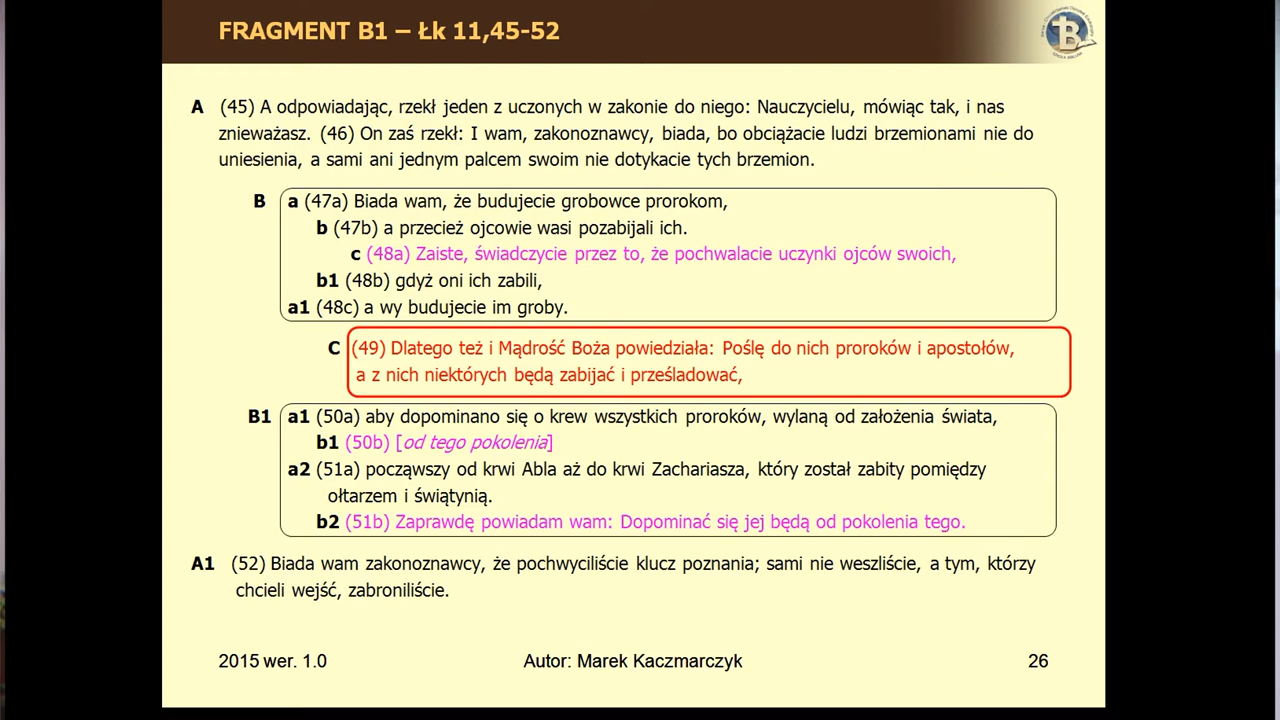 FRAGMENT B1 – Łk 11,45-52
A (45) A odpowiadając, rzekł jeden z uczonych w zakonie do niego: Nauczycielu, mówiąc tak, i nas
znieważasz. (46) On zaś rzekł: I wam, zakonoznawcy, biada, bo obciążacie ludzi brzemionami nie do
uniesienia, a sami ani jednym palcem swoim nie dotykacie tych brzemion.
B a (47a) Biada wam, że budujecie grobowce prorokom,
b (47b) a przecież ojcowie wasi pozabijali ich.
c (48a) Zaiste, świadczycie przez to, że pochwalacie uczynki ojców swoich,
b1 (48b) gdyż oni ich zabili,
a1 (48c) a wy budujecie im groby.
C (49) Dlatego też i Mądrość Boża powiedziała: Poślę do nich proroków i apostołów,
a z nich niektórych będą zabijać i prześladować,
B1 a1 (50a) aby dopominano się o krew wszystkich proroków, wylaną od założenia świata,
b1 (50b) [od tego pokolenia]
a2 (51a) począwszy od krwi Abla aż do krwi Zachariasza, który został zabity pomiędzy
ołtarzem i świątynią.
b2 (51b) Zaprawdę powiadam wam: Dopominać się jej będą od pokolenia tego.
A1 (52) Biada wam zakonoznawcy, że pochwyciliście klucz poznania; sami nie weszliście, a tym, którzy
chcieli wejść, zabroniliście.
2015 wer. 1.0 Autor: Marek Kaczmarczyk 26